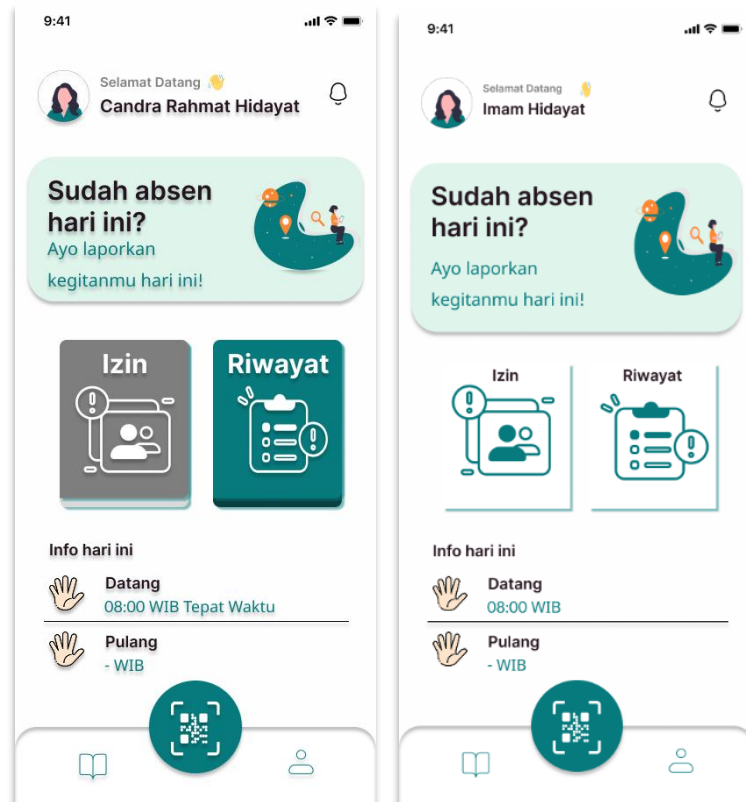 9:41
Selamat Datang 👋
Candra Rahmat Hidayat
Sudah absen
hari ini?
Ayo laporkan
kegitanmu hari ini!
Izin
Riwayat
Info hari ini
Datang
08:00 WIB Tepat Waktu
Pulang
- WIB
9:41
Selamat Datang 👋
Imam Hidayat
Sudah absen
hari ini?
Ayo laporkan
kegitanmu hari ini!
Izin
Riwayat
Info hari ini
Datang
08:00 WIB
Pulang
- WIB